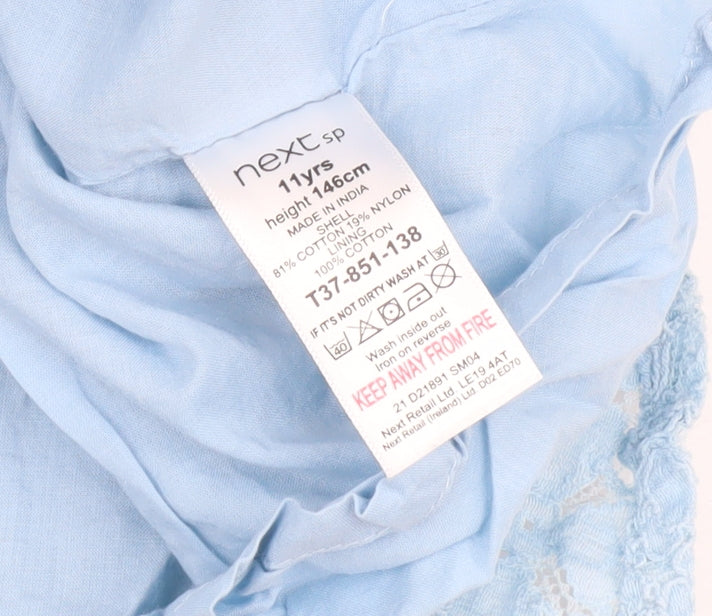 next sp
11yrs
height 146cm
MADE IN INDIA
SHELL
81% COTTON 19% NYLON
LINING
100% COTTON
T37-851-138
IF IT'S NOT DIRTY WASH AT 30
40
Wash inside out
Iron on reverse
KEEP AWAY FROM FIRE
21 D21891 SM04
Next Retail Ltd. LE19 4AT
Next Retail (Ireland) Ltd. D02 ED70